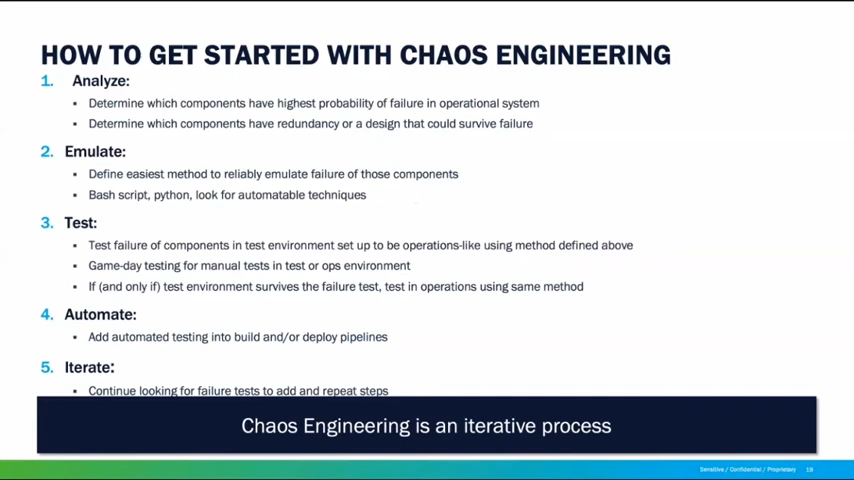 HOW TO GET STARTED WITH CHAOS ENGINEERING
1. Analyze:
▪ Determine which components have highest probability of failure in operational system
▪ Determine which components have redundancy or a design that could survive failure
2. Emulate:
▪ Define easiest method to reliably emulate failure of those components
▪ Bash script, python, look for automatable techniques
3. Test:
▪ Test failure of components in test environment set up to be operations-like using method defined above
▪ Game-day testing for manual tests in test or ops environment
▪ If (and only if) test environment survives the failure test, test in operations using same method
4. Automate:
▪ Add automated testing into build and/or deploy pipelines
5. Iterate:
▪ Continue looking for failure tests to add and repeat steps
Chaos Engineering is an iterative process
Sensitive / Confidential / Proprietary 19